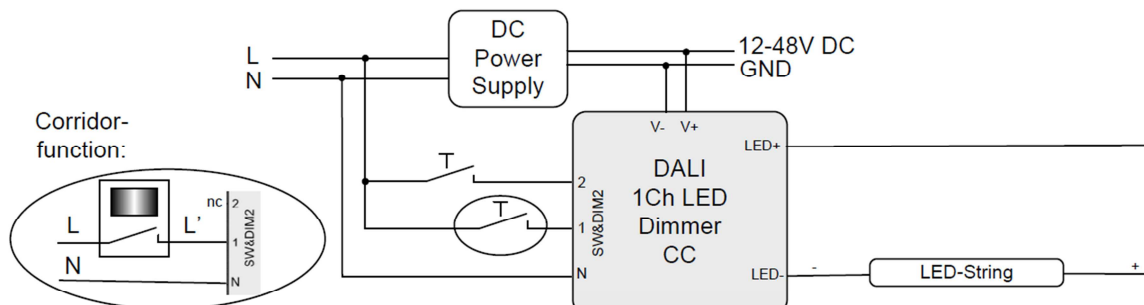 L
N
DC
Power
Supply
12-48V DC
GND
Corridor-
function:
nc
2
L
L’
1
N
N
SW&DIM2
T
T
V-
V+
LED+
DALI
1Ch LED
Dimmer
CC
2
1
N
SW&DIM2
LED-
-
LED-String
+